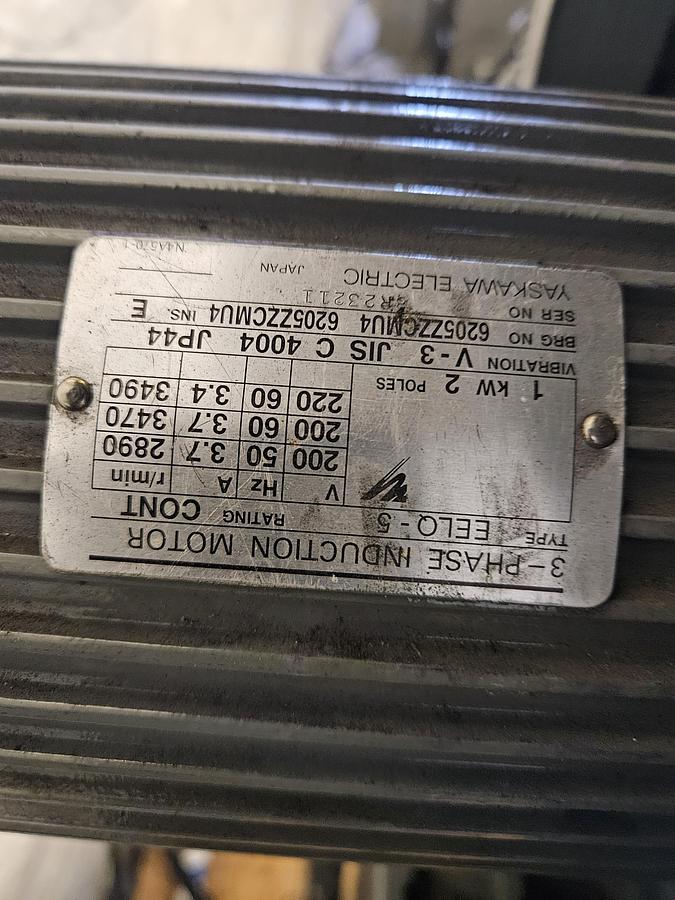 3-PHASE INDUCTION MOTOR
TYPE EELQ-5 RATING CONT
V Hz A r/min
200 50 3.7 2890
200 60 3.7 3470
220 60 3.4 3490
1 kW 2 POLES
VIBRATION V-3 JIS C 4004 JP44
BRG NO 6205ZZCMU4 6205ZZCMU4 INS. E
SER NO R23211
YASKAWA ELECTRIC JAPAN